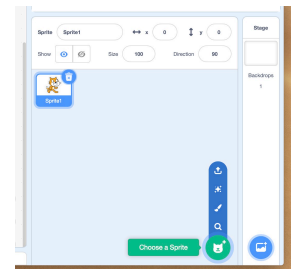 Sprite Sprite1 x 0 y 0
Show Size 100 Direction 90
Stage
Backdrops
1
Sprite1
Choose a Sprite